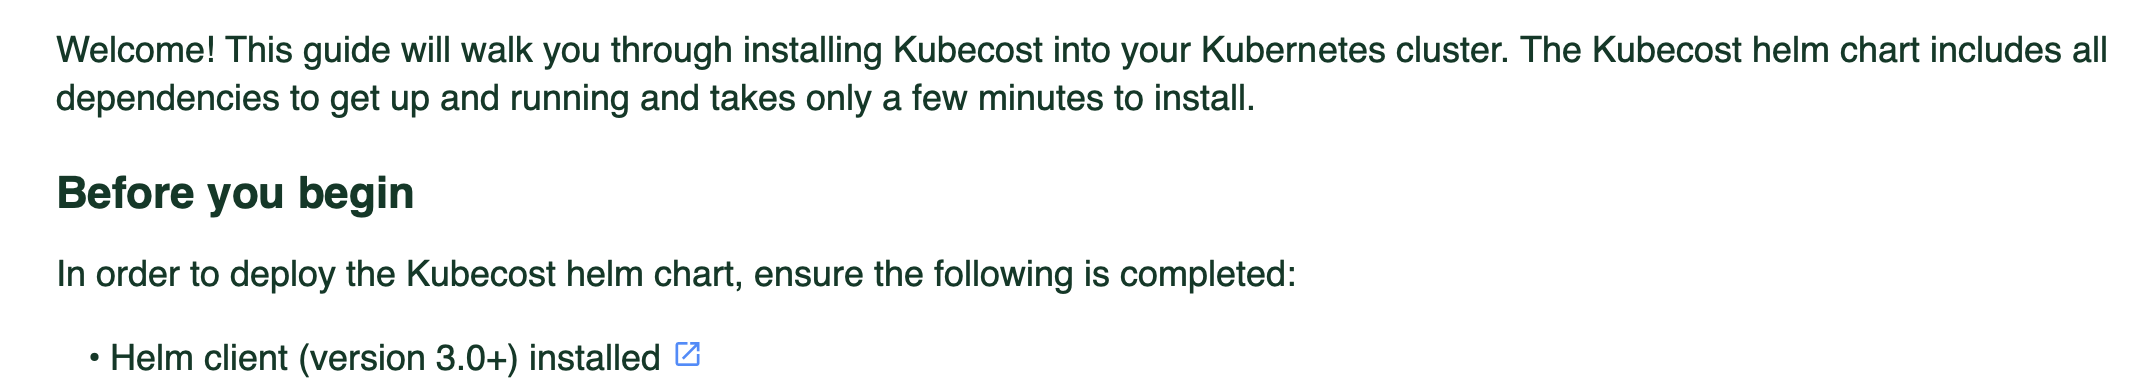 Welcome! This guide will walk you through installing Kubecost into your Kubernetes cluster. The Kubecost helm chart includes all
dependencies to get up and running and takes only a few minutes to install.
Before you begin
In order to deploy the Kubecost helm chart, ensure the following is completed:
• Helm client (version 3.0+) installed